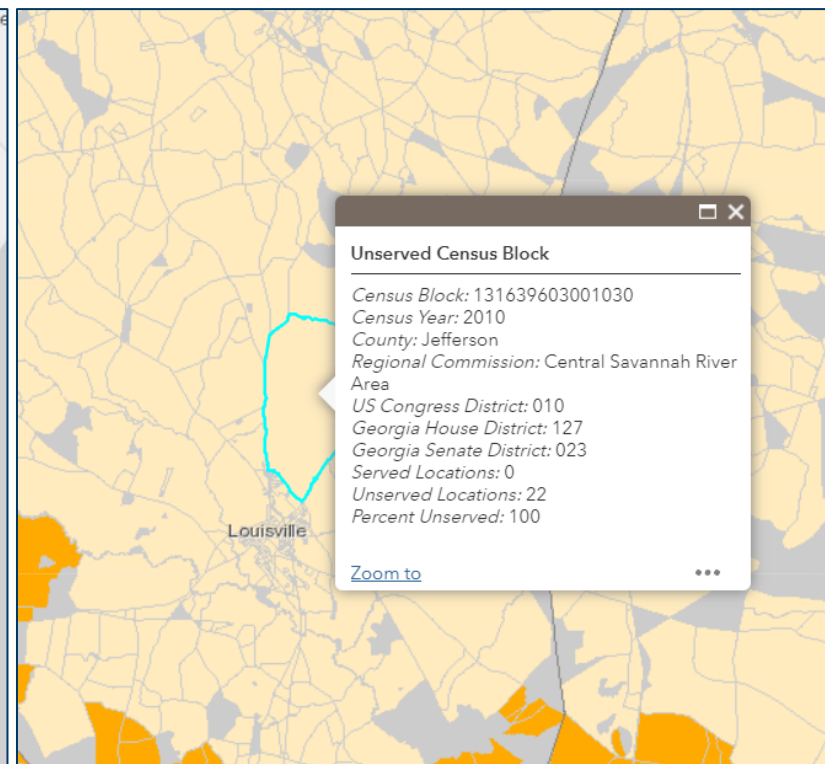 Unserved Census Block
Census Block: 131639603001030
Census Year: 2010
County: Jefferson
Regional Commission: Central Savannah River
Area
US Congress District: 010
Georgia House District: 127
Georgia Senate District: 023
Served Locations: 0
Unserved Locations: 22
Percent Unserved: 100
Louisville
Zoom to